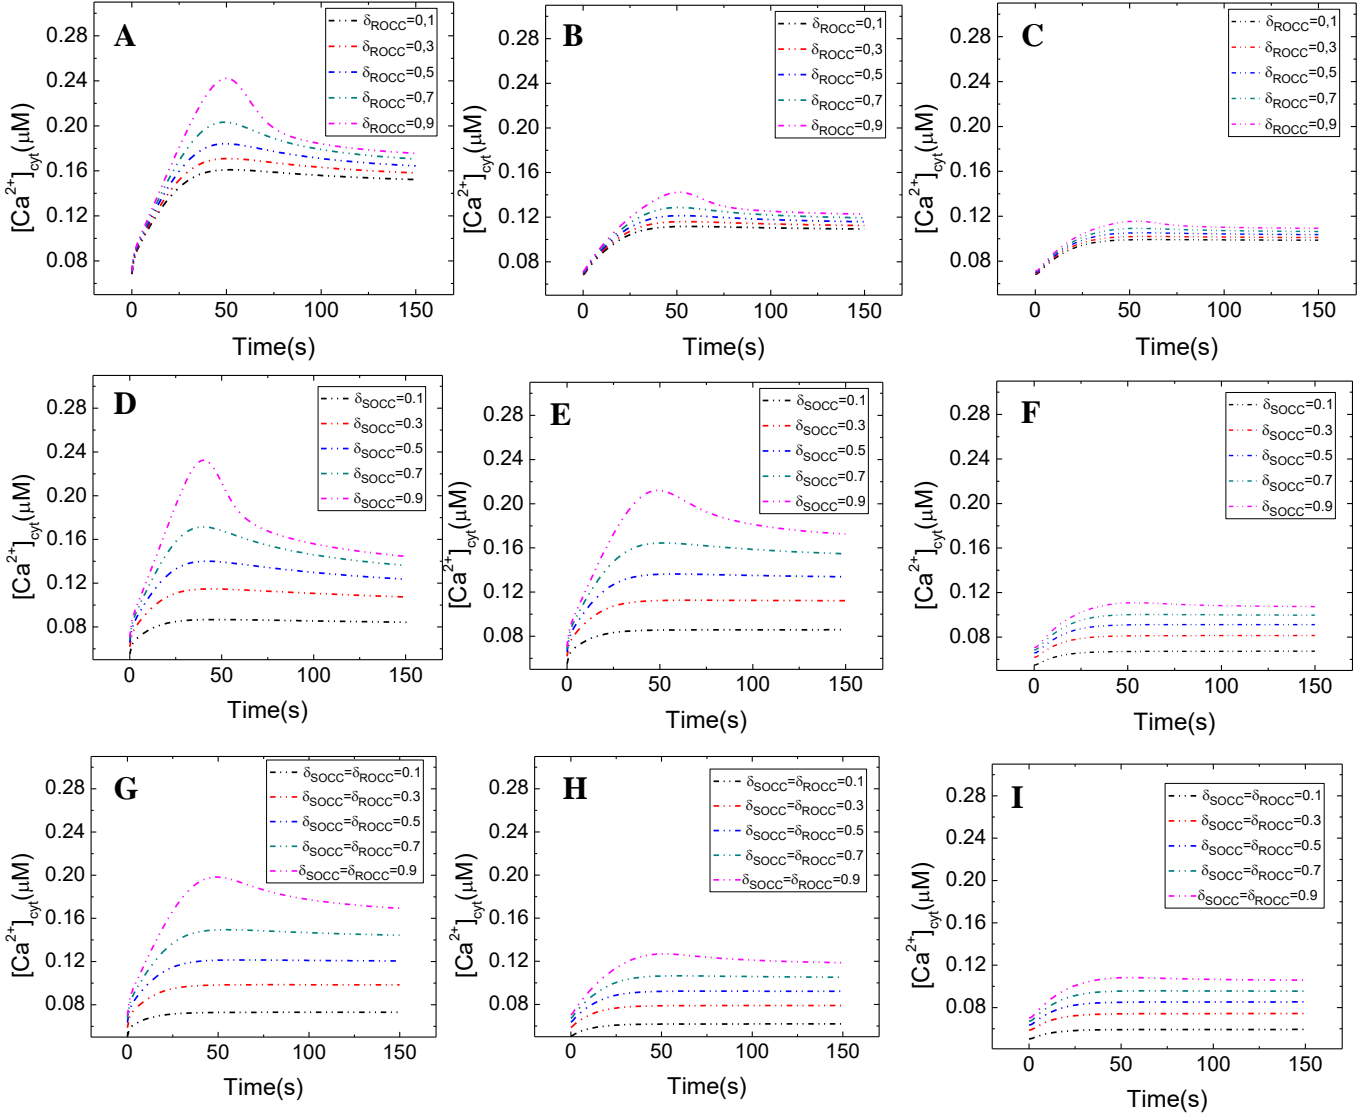 A
0.28
0.24
0.20
0.16
0.12
0.08
[Ca2+]cyt(μM)
δROCC=0,1
δROCC=0,3
δROCC=0,5
δROCC=0,7
δROCC=0,9
0 50 100 150
Time(s)
B
0.28
0.24
0.20
0.16
0.12
0.08
[Ca2+]cyt(μM)
δROCC=0,1
δROCC=0,3
δROCC=0,5
δROCC=0,7
δROCC=0,9
0 50 100 150
Time(s)
C
0.28
0.24
0.20
0.16
0.12
0.08
[Ca2+]cyt(μM)
δROCC=0,1
δROCC=0,3
δROCC=0,5
δROCC=0,7
δROCC=0,9
0 50 100 150
Time(s)
D
0.28
0.24
0.20
0.16
0.12
0.08
[Ca2+]cyt(μM)
δSOCC=0.1
δSOCC=0.3
δSOCC=0.5
δSOCC=0.7
δSOCC=0.9
0 50 100 150
Time(s)
E
0.28
0.24
0.20
0.16
0.12
0.08
[Ca2+]cyt(μM)
δSOCC=0.1
δSOCC=0.3
δSOCC=0.5
δSOCC=0.7
δSOCC=0.9
0 50 100 150
Time(s)
F
0.28
0.24
0.20
0.16
0.12
0.08
[Ca2+]cyt(μM)
δSOCC=0.1
δSOCC=0.3
δSOCC=0.5
δSOCC=0.7
δSOCC=0.9
0 50 100 150
Time(s)
G
0.28
0.24
0.20
0.16
0.12
0.08
[Ca2+]cyt(μM)
δSOCC=δROCC=0.1
δSOCC=δROCC=0.3
δSOCC=δROCC=0.5
δSOCC=δROCC=0.7
δSOCC=δROCC=0.9
0 50 100 150
Time(s)
H
0.28
0.24
0.20
0.16
0.12
0.08
[Ca2+]cyt(μM)
δSOCC=δROCC=0.1
δSOCC=δROCC=0.3
δSOCC=δROCC=0.5
δSOCC=δROCC=0.7
δSOCC=δROCC=0.9
0 50 100 150
Time(s)
I
0.28
0.24
0.20
0.16
0.12
0.08
[Ca2+]cyt(μM)
δSOCC=δROCC=0.1
δSOCC=δROCC=0.3
δSOCC=δROCC=0.5
δSOCC=δROCC=0.7
δSOCC=δROCC=0.9
0 50 100 150
Time(s)